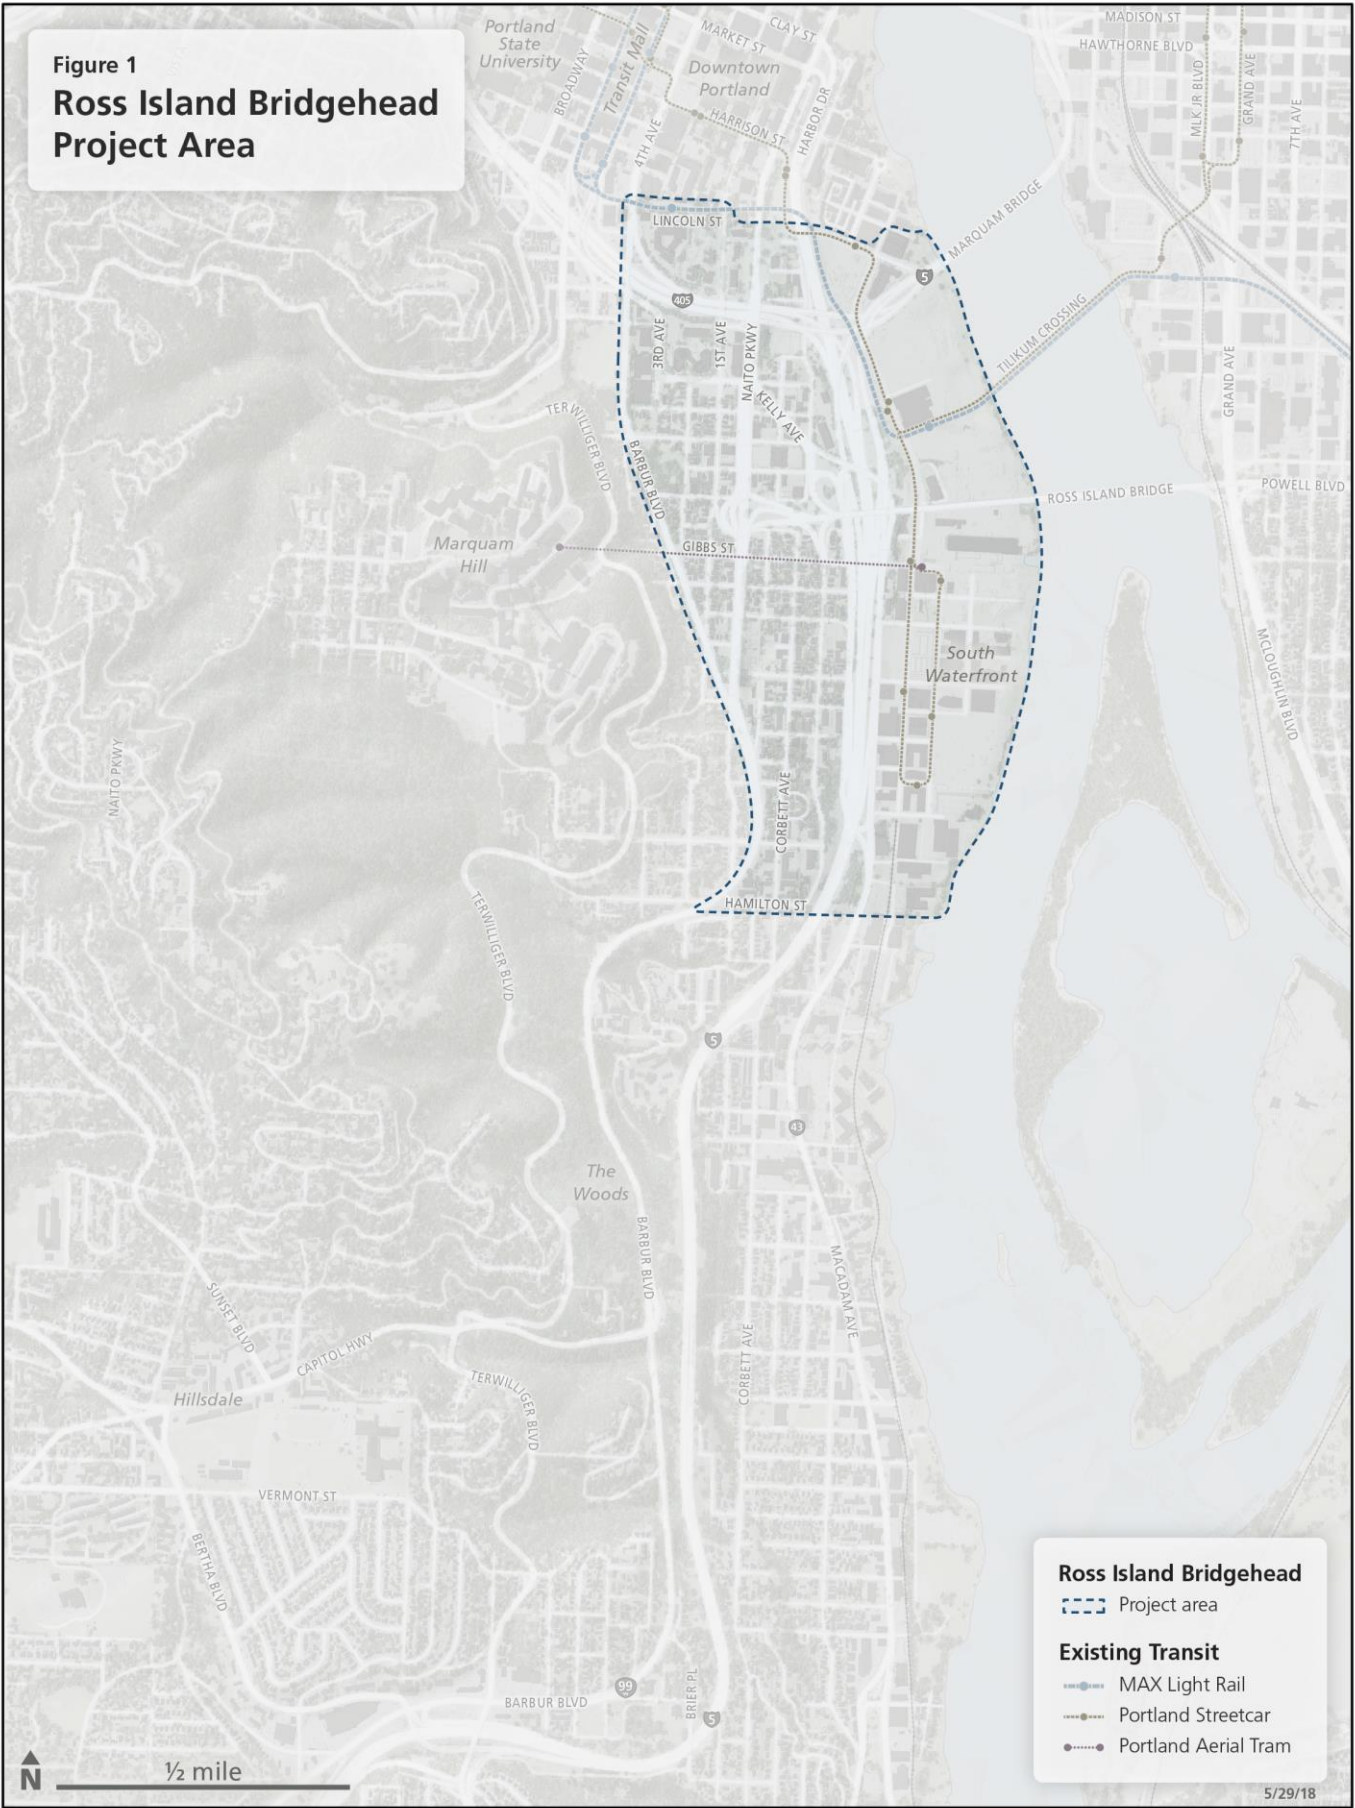 Figure 1
Ross Island Bridgehead
Project Area
Portland
State
University
BROADWAY
Transit Mall
MARKET ST
CLAY ST
Downtown
Portland
4TH AVE
HARRISON ST
HARBOR DR
MADISON ST
HAWTHORNE BLVD
MLK JR BLVD
GRAND AVE
7TH AVE
LINCOLN ST
MARQUAM BRIDGE
5
405
3RD AVE
1ST AVE
NAITO PKWY
KELLY AVE
TILIKUM CROSSING
GRAND AVE
TERWILLIGER BLVD
BARBUR BLVD
ROSS ISLAND BRIDGE
POWELL BLVD
Marquam
Hill
GIBBS ST
South
Waterfront
MCLOUGHLIN BLVD
NAITO PKWY
CORBETT AVE
HAMILTON ST
TERWILLIGER BLVD
5
43
The
Woods
BARBUR BLVD
MACADAM AVE
SUNSET BLVD
CAPITOL HWY
CORBETT AVE
Hillsdale
TERWILLIGER BLVD
VERMONT ST
BERTHA BLVD
99
BARBUR BLVD
BRIER PL
5
Ross Island Bridgehead
Project area
Existing Transit
MAX Light Rail
Portland Streetcar
Portland Aerial Tram
N
½ mile
5/29/18